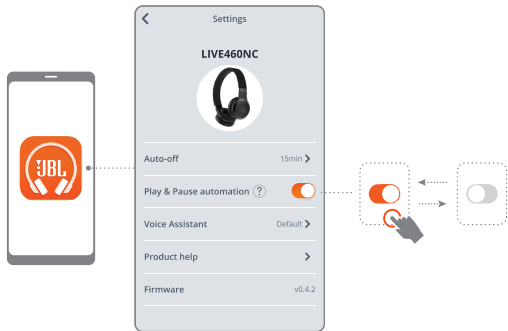 Settings
LIVE460NC
JBL
Auto-off 15min
Play & Pause automation ?
Voice Assistant Default
Product help
Firmware v0.4.2